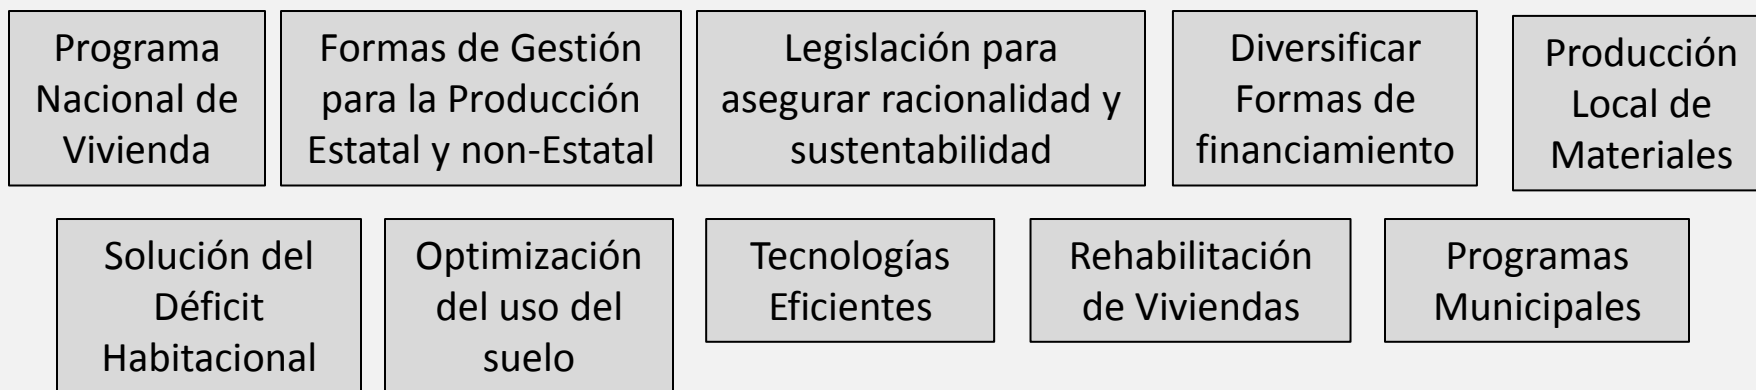 Programa
Nacional de
Vivienda
Formas de Gestión
para la Producción
Estatal y non-Estatal
Legislación para
asegurar racionalidad y
sustentabilidad
Diversificar
Formas de
financiamiento
Producción
Local de
Materiales
Solución del
Déficit
Habitacional
Optimización
del uso del
suelo
Tecnologías
Eficientes
Rehabilitación
de Viviendas
Programas
Municipales